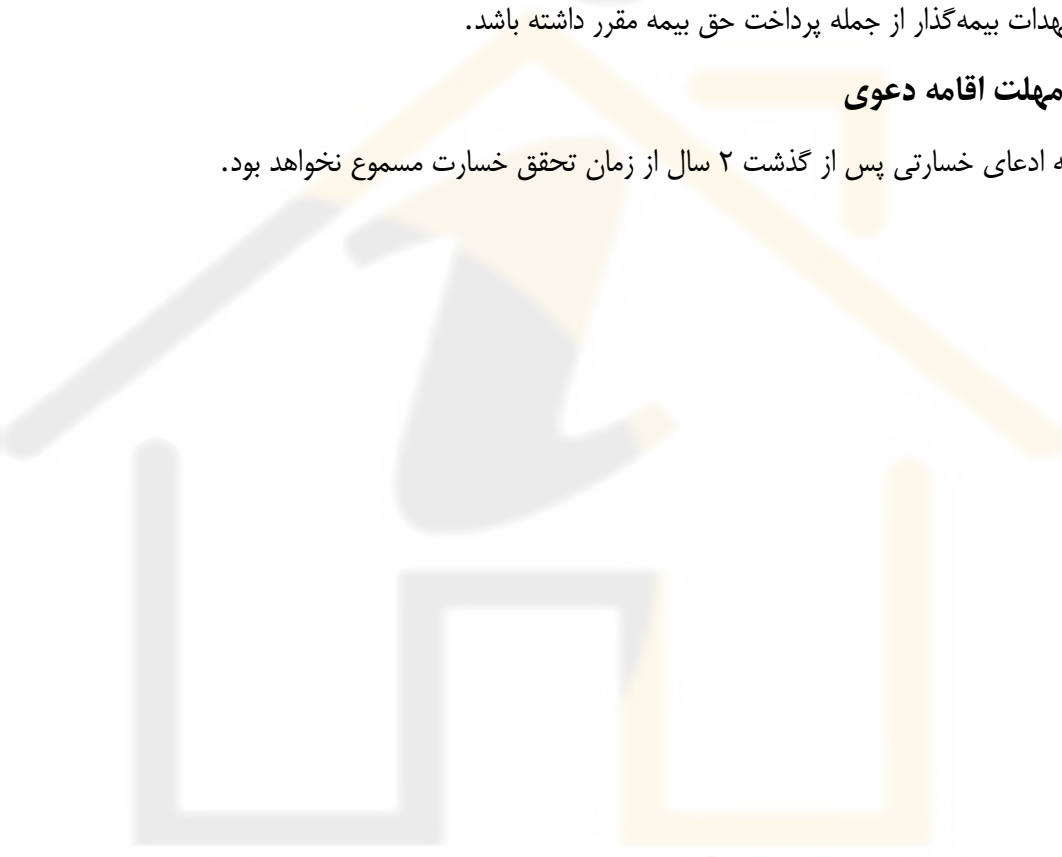 بیمه‌گذار از جمله پرداخت حق بیمه مقرر داشته باشد.
مهلت اقامه دعوی
ادعای خسارتی پس از گذشت ۲ سال از زمان تحقق خسارت مسموع نخواهد بود.